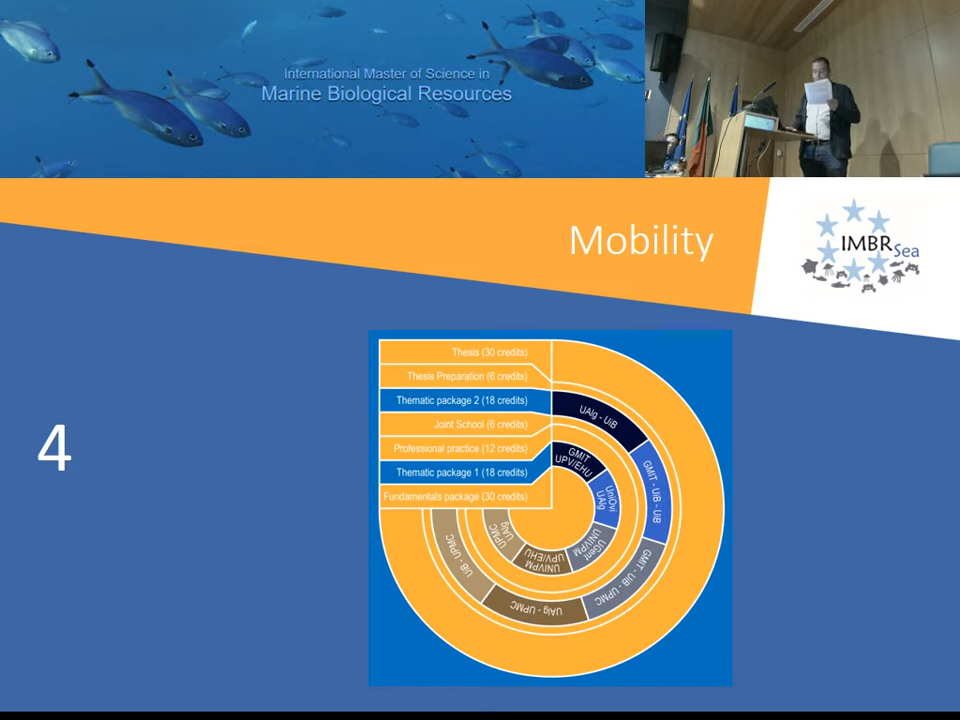 International Master of Science in
Marine Biological Resources
Mobility
IMBRSea
4
Thesis (30 credits)
Thesis Preparation (6 credits)
Thematic package 2 (18 credits)
Joint School (6 credits)
Professional practice (12 credits)
Thematic package 1 (18 credits)
Fundamentals package (30 credits)
UAlg - UiB
GMIT - UiB - UiB
GMIT - UiB - UPMC
UAlg - UPMC
UiB - UPMC
GMIT
UPV/EHU
UniOvi
UAlg
UGent
UNIVPM
UNIVPM
UPV/EHU
UAlg
UPMC